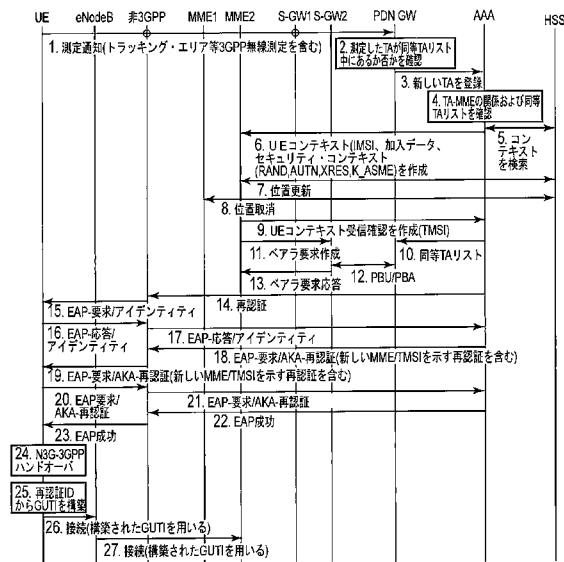 UE eNodeB 非3GPP MME1 MME2 S-GW1 S-GW2 PDN GW AAA HSS
1. 測定通知(トラッキング・エリア等3GPP無線測定を含む)
2. 測定したTAが同等TAリスト
中にあるか否かを確認
3. 新しいTAを登録
4. TA-MMEの関係および同等
TAリストを確認
5. コン
テキスト
を検索
6. UEコンテキスト(IMSI、加入データ、
セキュリティ・コンテキスト
(RAND,AUTN,XRES,K_ASME)を作成
7. 位置更新
8. 位置取消
9. UEコンテキスト受信確認を作成(TMSI)
10. 同等TAリスト
11. ベアラ要求作成
12. PBU/PBA
13. ベアラ要求応答
14. 再認証
15. EAP-要求/アイデンティティ
16. EAP-応答/
アイデンティティ
17. EAP-応答/アイデンティティ
18. EAP-要求/AKA-再認証(新しいMME/TMSIを示す再認証を含む)
19. EAP-要求/AKA-再認証(新しいMME/TMSIを示す再認証を含む)
20. EAP要求/
AKA-再認証
21. EAP-要求/AKA-再認証
22. EAP成功
23. EAP成功
24. N3G-3GPP
ハンドオーバ
25. 再認証ID
からGUTIを構築
26. 接続(構築されたGUTIを用いる)
27. 接続(構築されたGUTIを用いる)